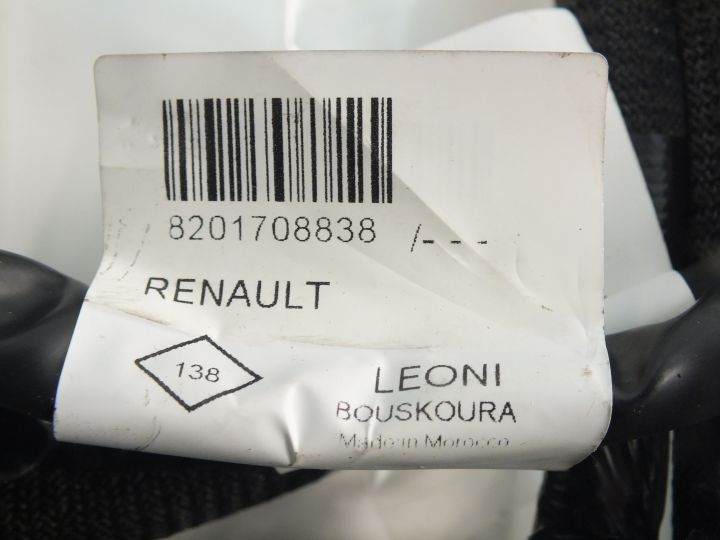 8201708838 /- - -
RENAULT
138
LEONI
BOUSKOURA
Made in Morocco